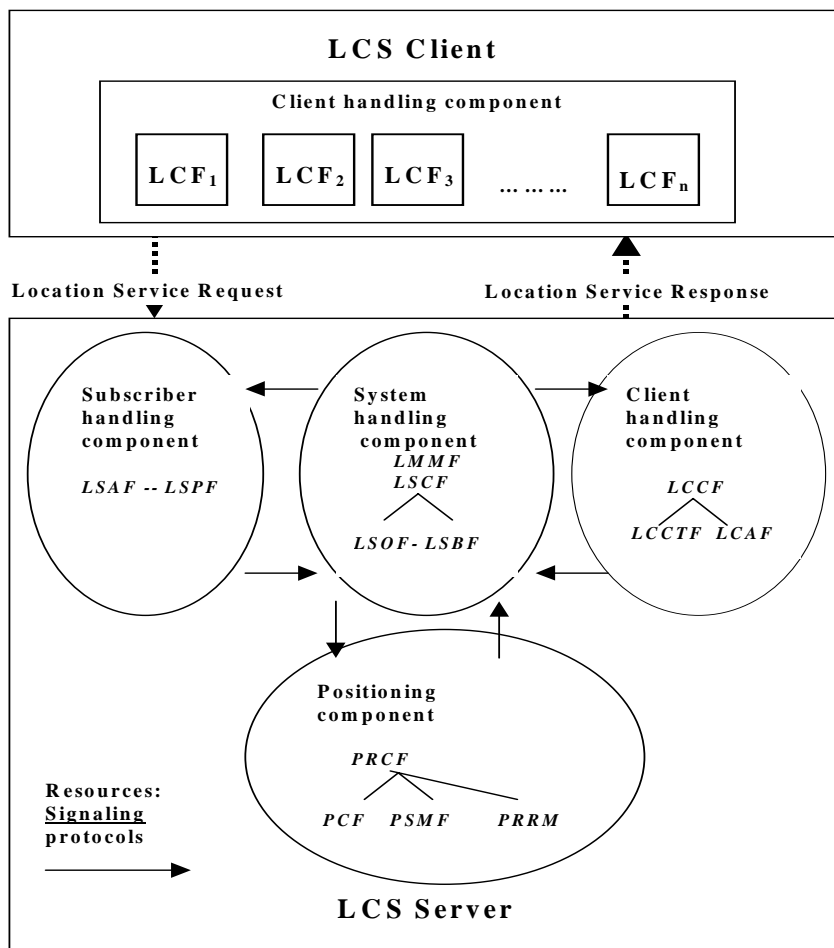 LCS Client
Client handling component
LCF1 LCF2 LCF3 ... ... ... LCFn
Location Service Request
Location Service Response
Subscriber
handling
component
LSAF -- LSPF
System
handling
component
LMMF
LSCF
LSOF- LSBF
Client
handling
component
LCCF
LCCTF LCAF
Positioning
component
PRCF
PCF PSMF PRRM
Resources:
Signaling
protocols
LCS Server